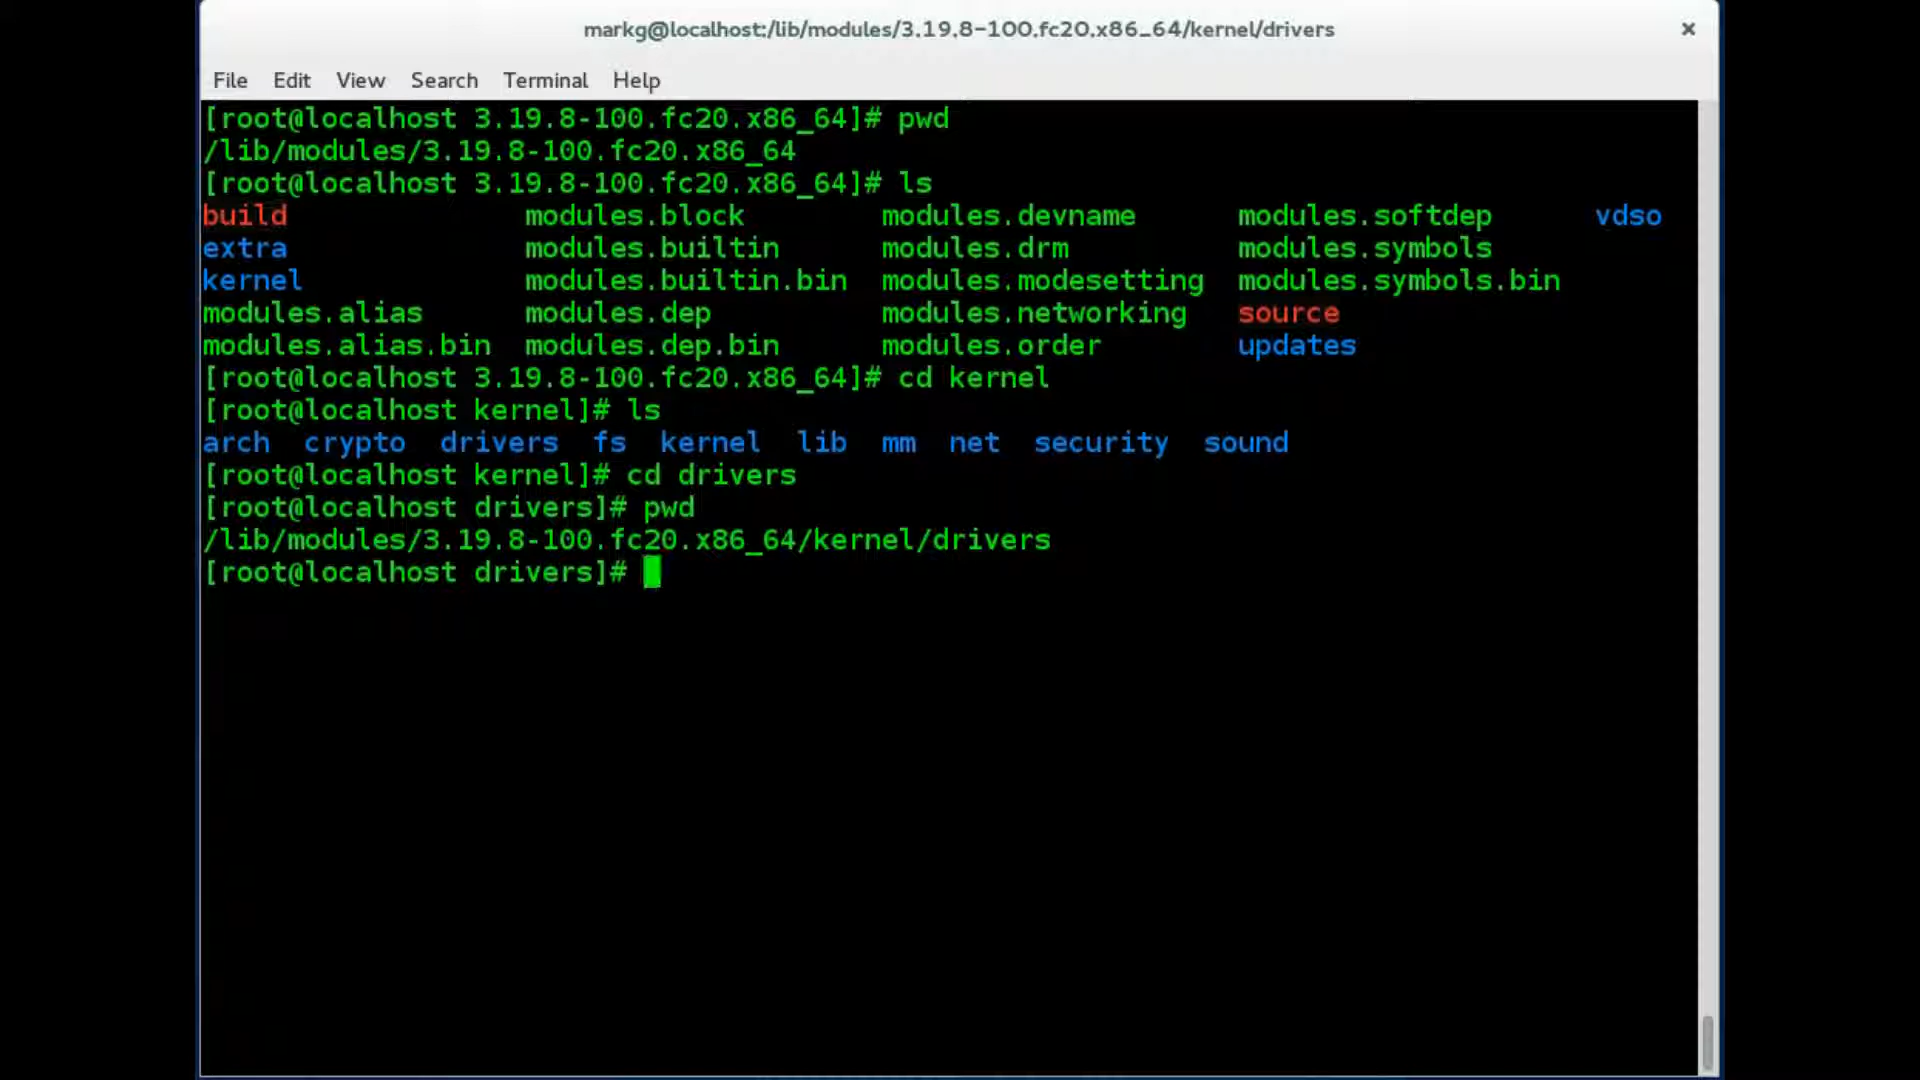 markg@localhost:/lib/modules/3.19.8-100.fc20.x86_64/kernel/drivers ×
File Edit View Search Terminal Help
[root@localhost 3.19.8-100.fc20.x86_64]# pwd
/lib/modules/3.19.8-100.fc20.x86_64
[root@localhost 3.19.8-100.fc20.x86_64]# ls
build modules.block modules.devname modules.softdep vdso
extra modules.builtin modules.drm modules.symbols
kernel modules.builtin.bin modules.modesetting modules.symbols.bin
modules.alias modules.dep modules.networking source
modules.alias.bin modules.dep.bin modules.order updates
[root@localhost 3.19.8-100.fc20.x86_64]# cd kernel
[root@localhost kernel]# ls
arch crypto drivers fs kernel lib mm net security sound
[root@localhost kernel]# cd drivers
[root@localhost drivers]# pwd
/lib/modules/3.19.8-100.fc20.x86_64/kernel/drivers
[root@localhost drivers]#